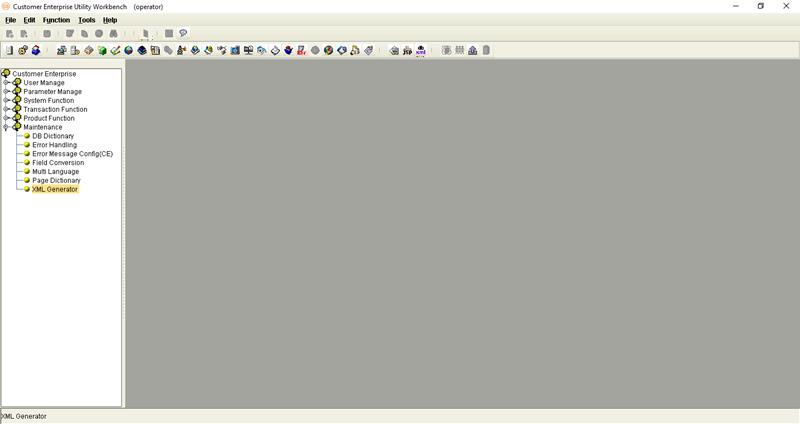 Customer Enterprise Utility Workbench (operator)
File Edit Function Tools Help
JSP xml
Customer Enterprise
User Manage
Parameter Manage
System Function
Transaction Function
Product Function
Maintenance
DB Dictionary
Error Handling
Error Message Config(CE)
Field Conversion
Multi Language
Page Dictionary
XML Generator
XML Generator